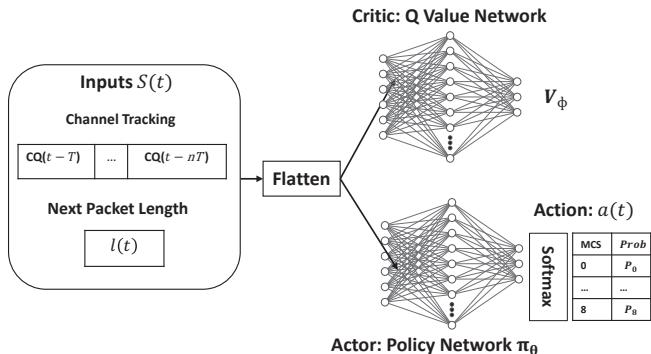 Critic: Q Value Network
Inputs S(t)
Channel Tracking
CQ(t − T) ... CQ(t − nT)
Next Packet Length
l(t)
Flatten
V_ϕ
Action: a(t)
Softmax
MCS Prob
0 P_0
... ...
8 P_8
Actor: Policy Network π_θ